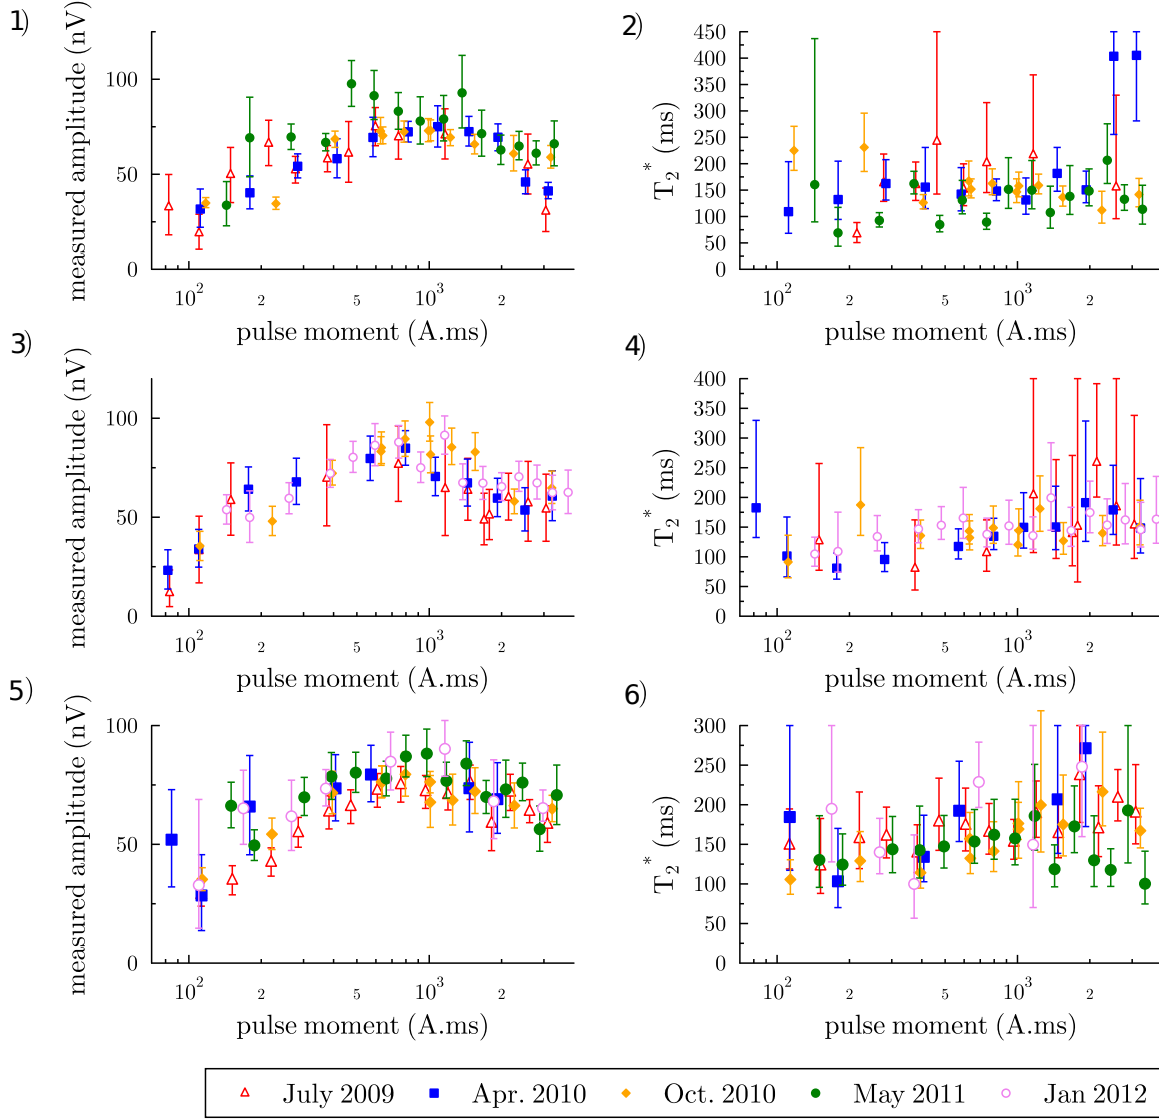 1)
measured amplitude (nV)
100
50
0
10² 2 5 10³ 2
pulse moment (A.ms)
2)
T₂* (ms)
450
400
350
300
250
200
150
100
50
0
10² 2 10³ 2
pulse moment (A.ms)
3)
measured amplitude (nV)
100
50
0
10² 2 5 10³ 2
pulse moment (A.ms)
4)
T₂* (ms)
400
350
300
250
200
150
100
50
0
10² 2 5 10³ 2
pulse moment (A.ms)
5)
measured amplitude (nV)
100
50
0
10² 2 5 10³ 2
pulse moment (A.ms)
6)
T₂* (ms)
300
250
200
150
100
50
0
10² 2 5 10³ 2
pulse moment (A.ms)
July 2009 Apr. 2010 Oct. 2010 May 2011 Jan 2012